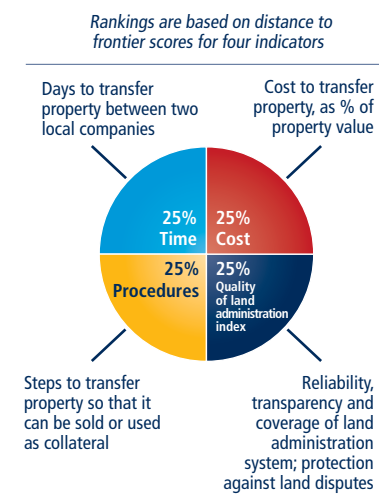 Rankings are based on distance to
frontier scores for four indicators
Days to transfer
property between two
local companies
Cost to transfer
property, as % of
property value
25%
Time
25%
Cost
25%
Procedures
25%
Quality
of land
administration
index
Steps to transfer
property so that it
can be sold or used
as collateral
Reliability,
transparency and
coverage of land
administration
system; protection
against land disputes